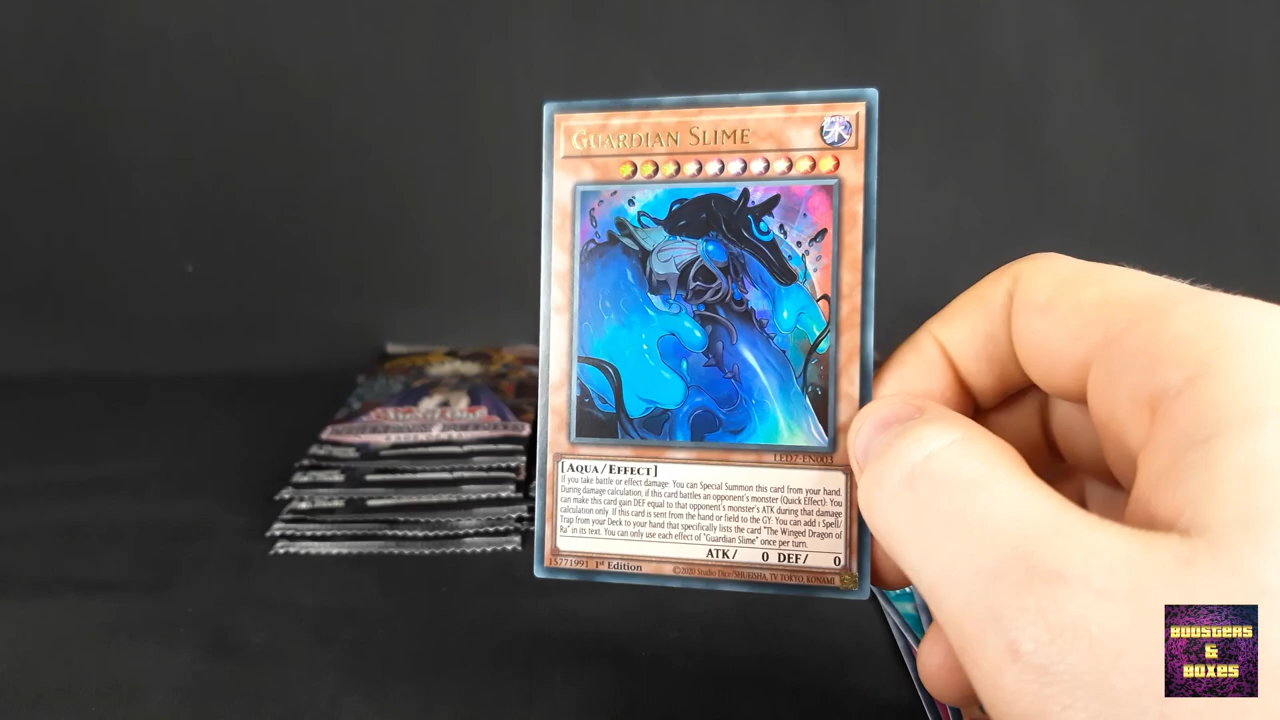 Guardian Slime
WATER
水
LED7-EN003
[Aqua/Effect]
If you take battle or effect damage: You can Special Summon this card from your hand.
During damage calculation, if this card battles an opponent's monster (Quick Effect): You
can make this card gain DEF equal to that opponent's monster's ATK during that damage
calculation only. If this card is sent from the hand or field to the GY: You can add 1 Spell/
Trap from your Deck to your hand that specifically lists the card "The Winged Dragon of
Ra" in its text. You can only use each effect of "Guardian Slime" once per turn.
ATK/ 0 DEF/ 0
15771991 1st Edition ©2020 Studio Dice/SHUEISHA, TV TOKYO, KONAMI
BOOSTERS
&
BOXES